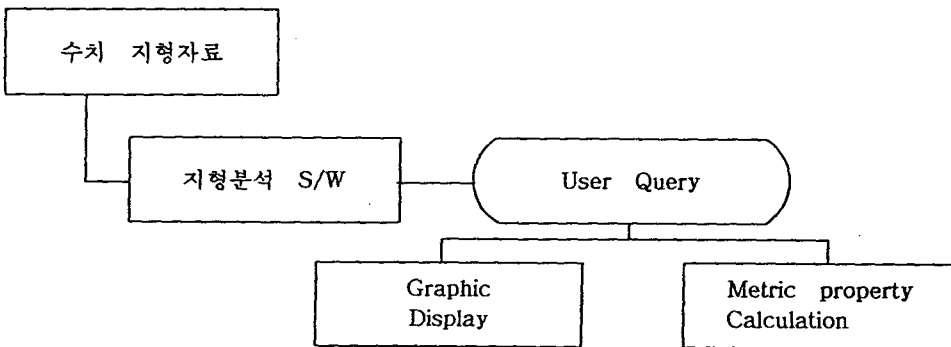 수치 지형자료
지형분석 S/W
User Query
Graphic
Display
Metric property
Calculation